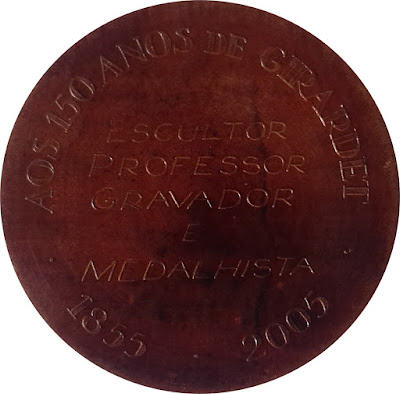 AOS 150 ANOS DE GIRARDET
ESCULTOR
PROFESSOR
GRAVADOR
E
MEDALHISTA
1855 2005